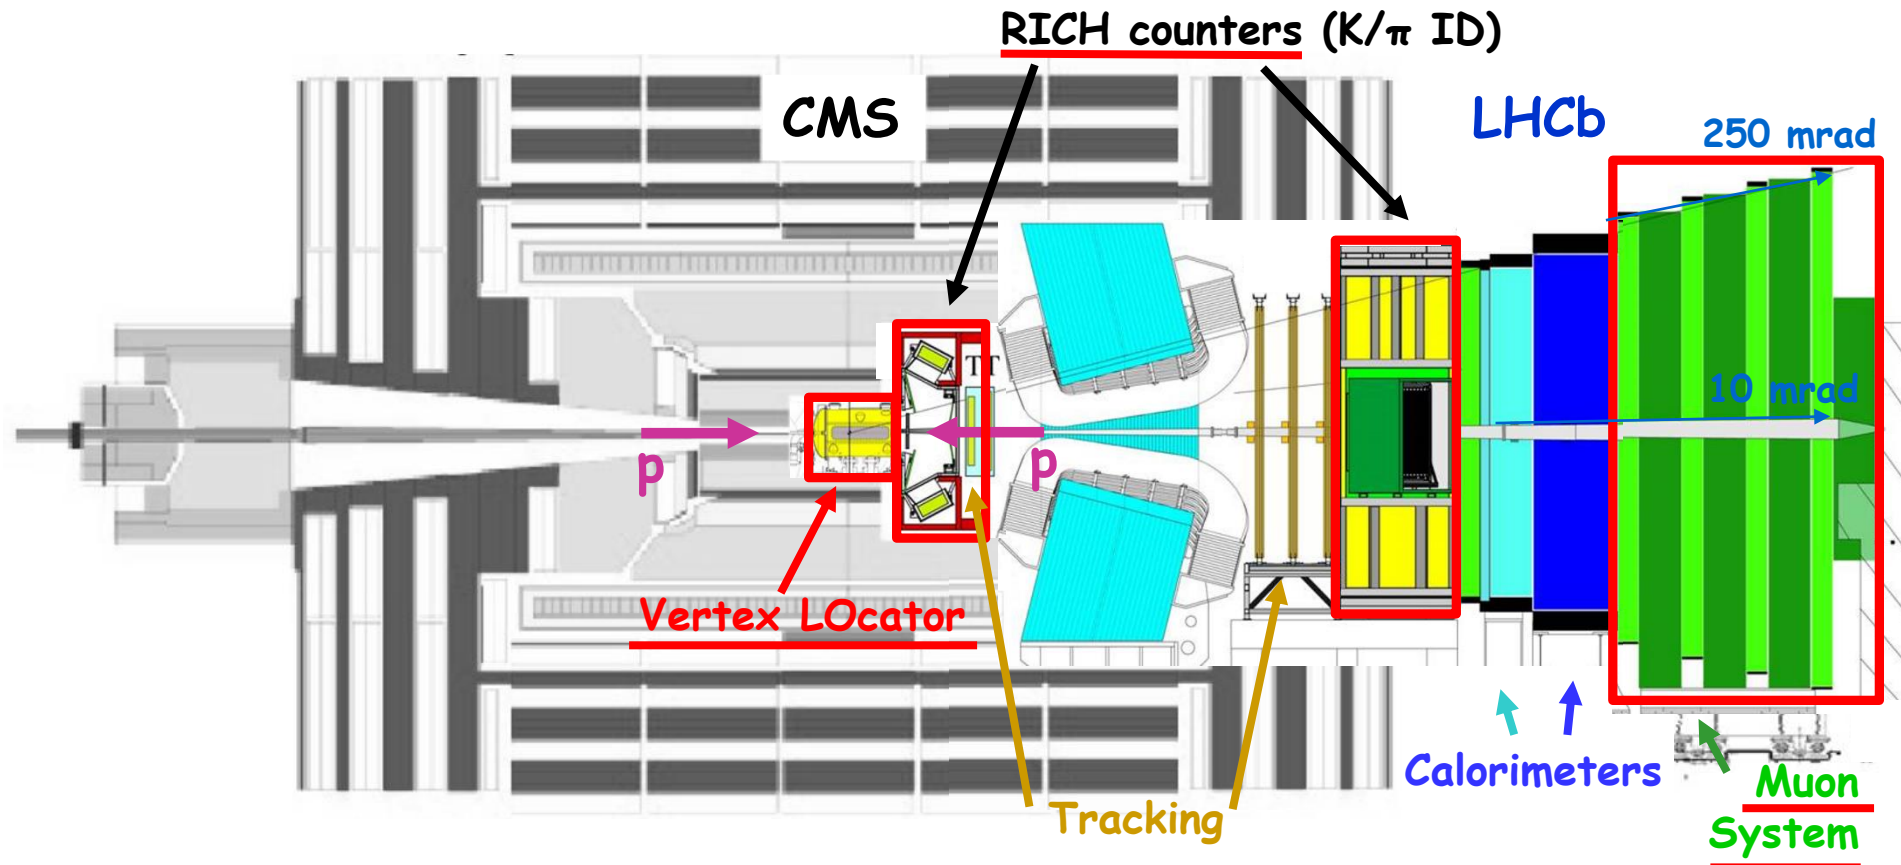 RICH counters (K/π ID)
CMS
LHCb
250 mrad
TT
10 mrad
p
p
Vertex LOcator
Calorimeters
Tracking
Muon
System